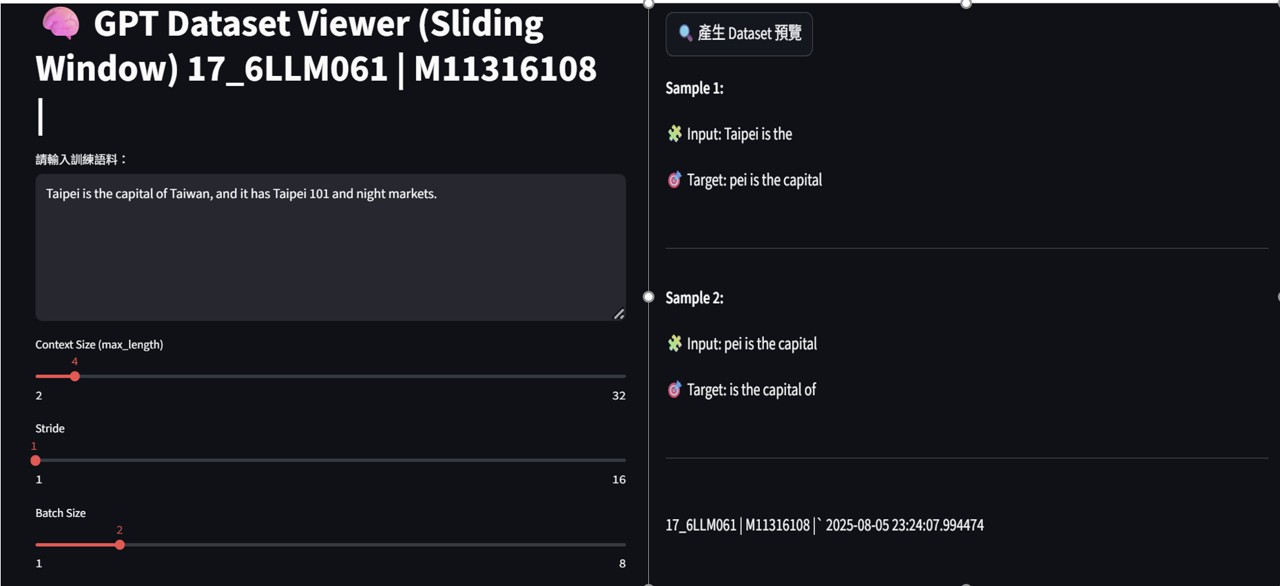 🧠 GPT Dataset Viewer (Sliding
Window) 17_6LLM061 | M11316108
|
請輸入訓練語料：
Taipei is the capital of Taiwan, and it has Taipei 101 and night markets.
Context Size (max_length)
4
2 32
Stride
1
1 16
Batch Size
2
1 8
🔍 產生 Dataset 預覽
Sample 1:
🧩 Input: Taipei is the
🎯 Target: pei is the capital
Sample 2:
🧩 Input: pei is the capital
🎯 Target: is the capital of
17_6LLM061 | M11316108 |` 2025-08-05 23:24:07.994474